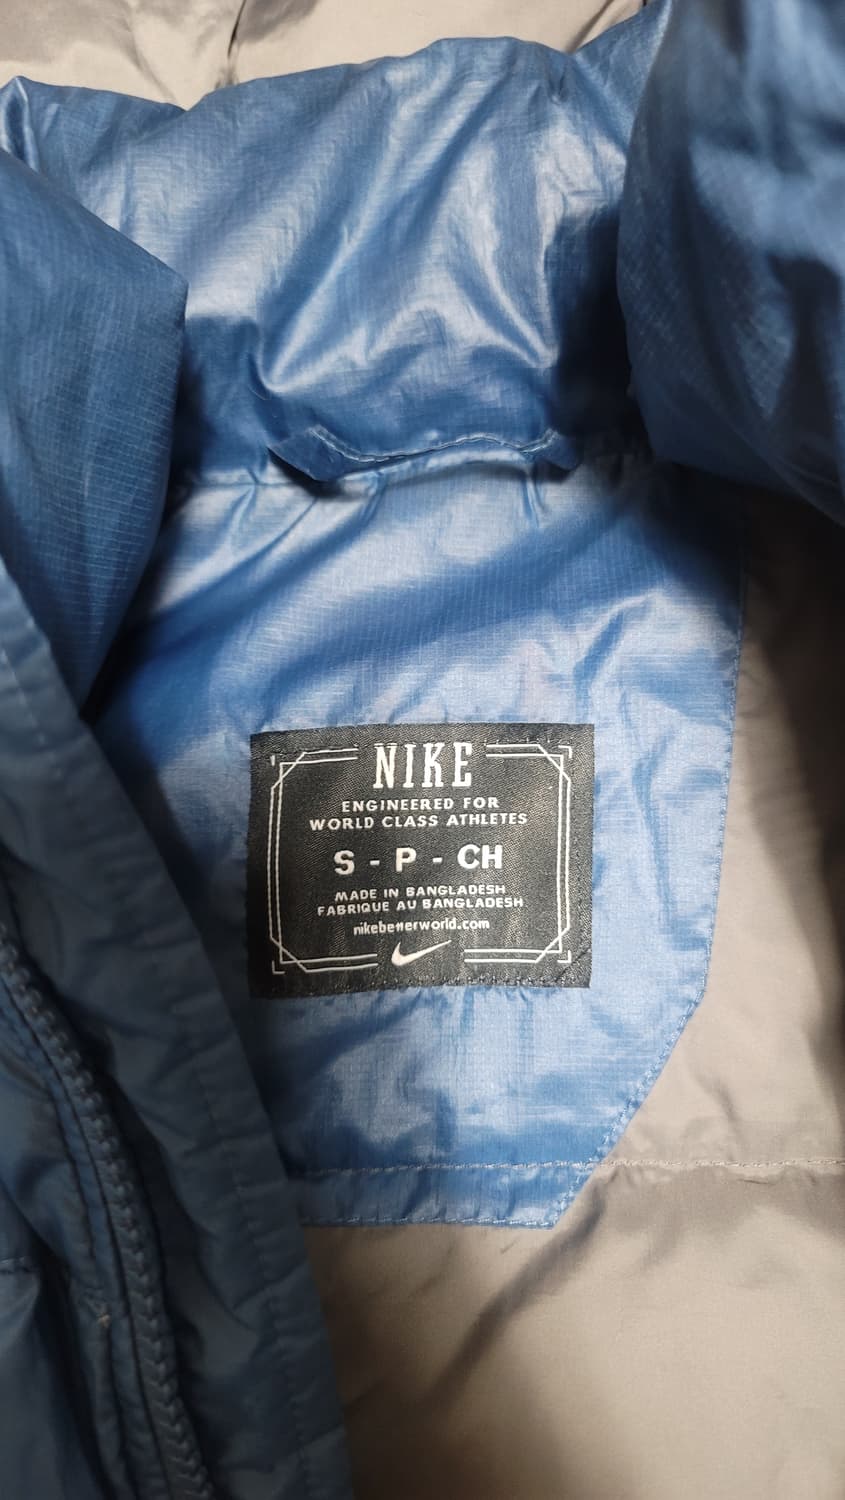 NIKE
ENGINEERED FOR
WORLD CLASS ATHLETES
S - P - CH
MADE IN BANGLADESH
FABRIQUE AU BANGLADESH
nikebetterworld.com